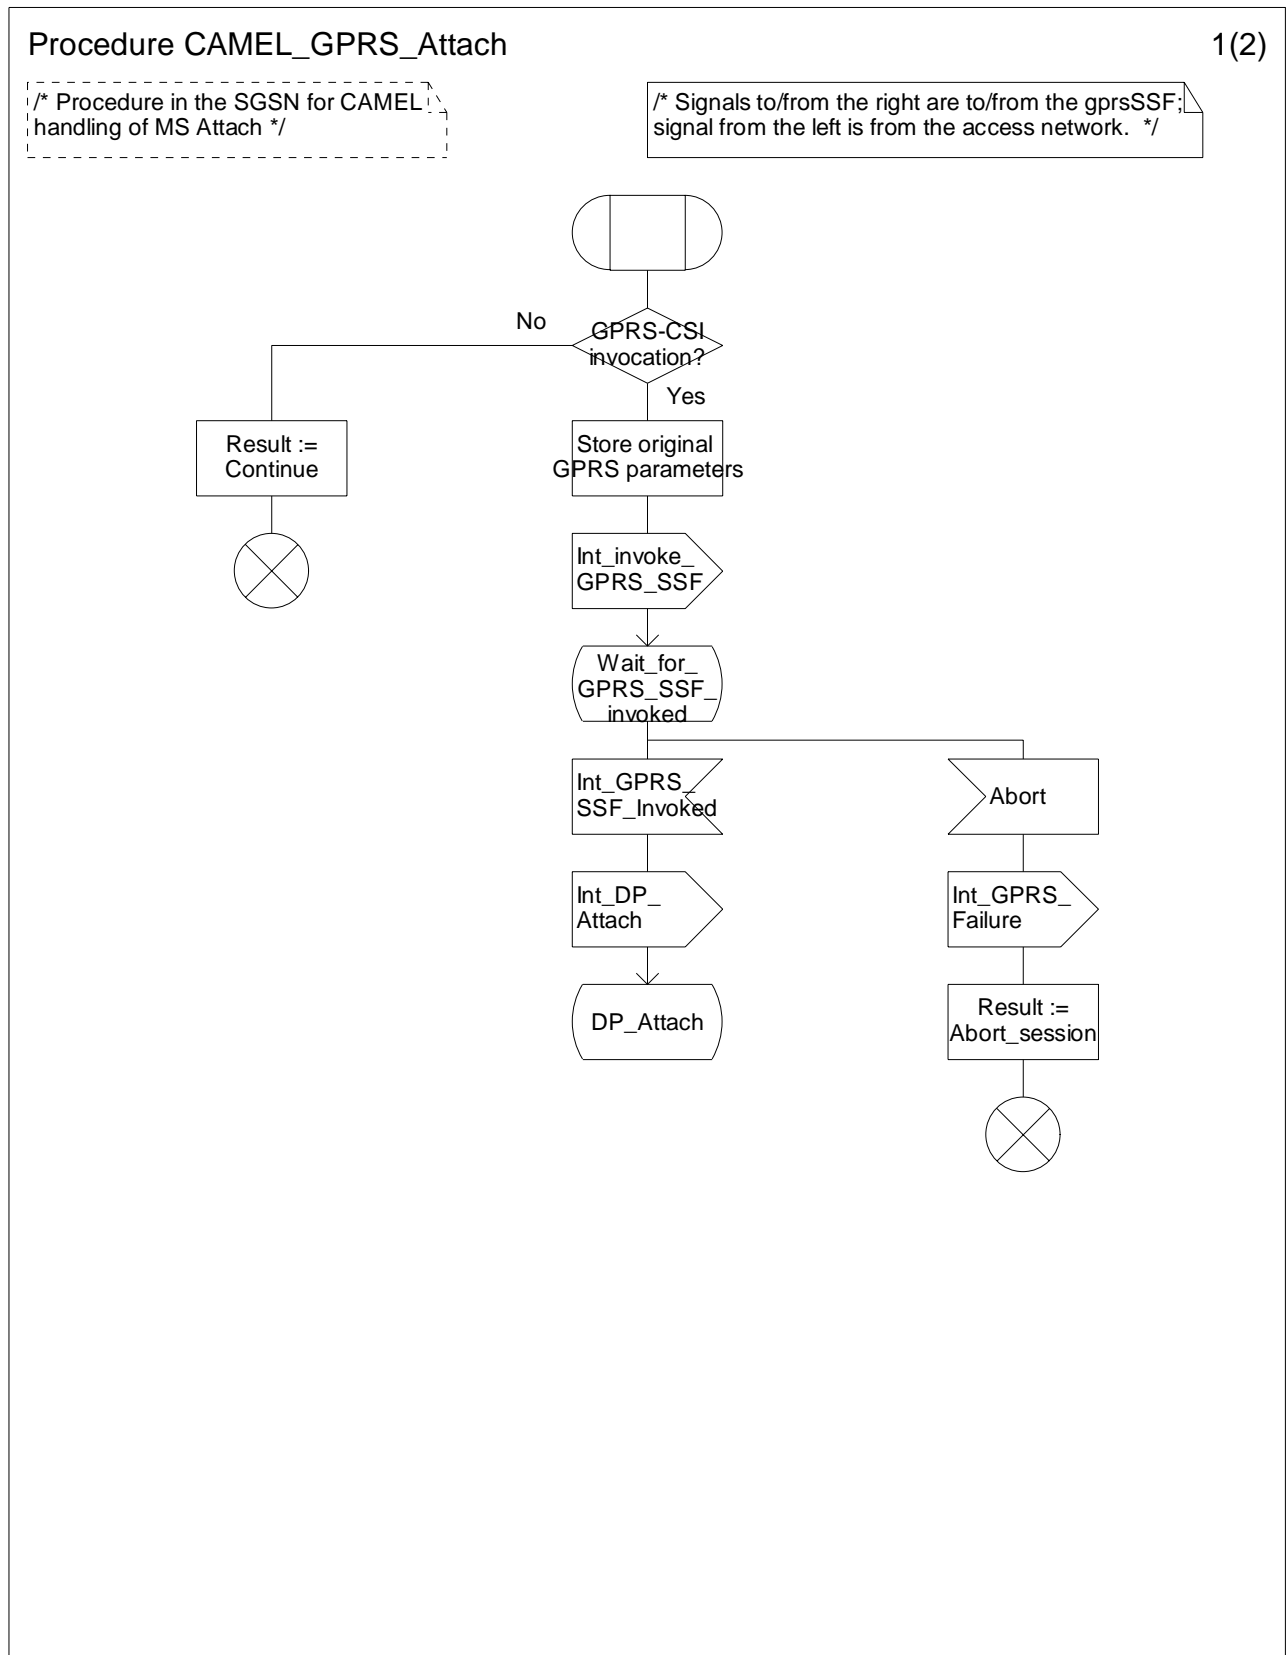 Procedure CAMEL_GPRS_Attach
1(2)
/* Procedure in the SGSN for CAMEL
handling of MS Attach */
/* Signals to/from the right are to/from the gprsSSF;
signal from the left is from the access network.  */
No
GPRS-CSI
invocation?
Yes
Result :=
Continue
Store original
GPRS parameters
Int_invoke_
GPRS_SSF
Wait_for_
GPRS_SSF_
invoked
Int_GPRS_
SSF_Invoked
Abort
Int_DP_
Attach
Int_GPRS_
Failure
DP_Attach
Result :=
Abort_session